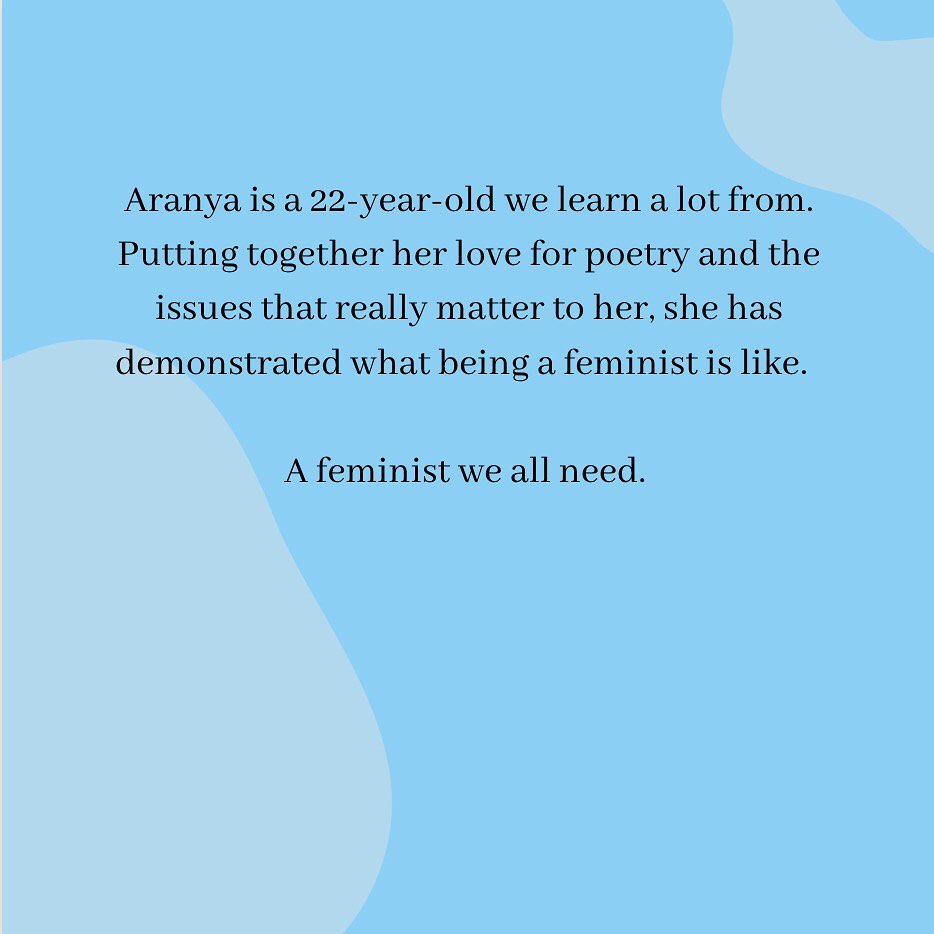 Aranya is a 22-year-old we learn a lot from.
Putting together her love for poetry and the
issues that really matter to her, she has
demonstrated what being a feminist is like.
A feminist we all need.